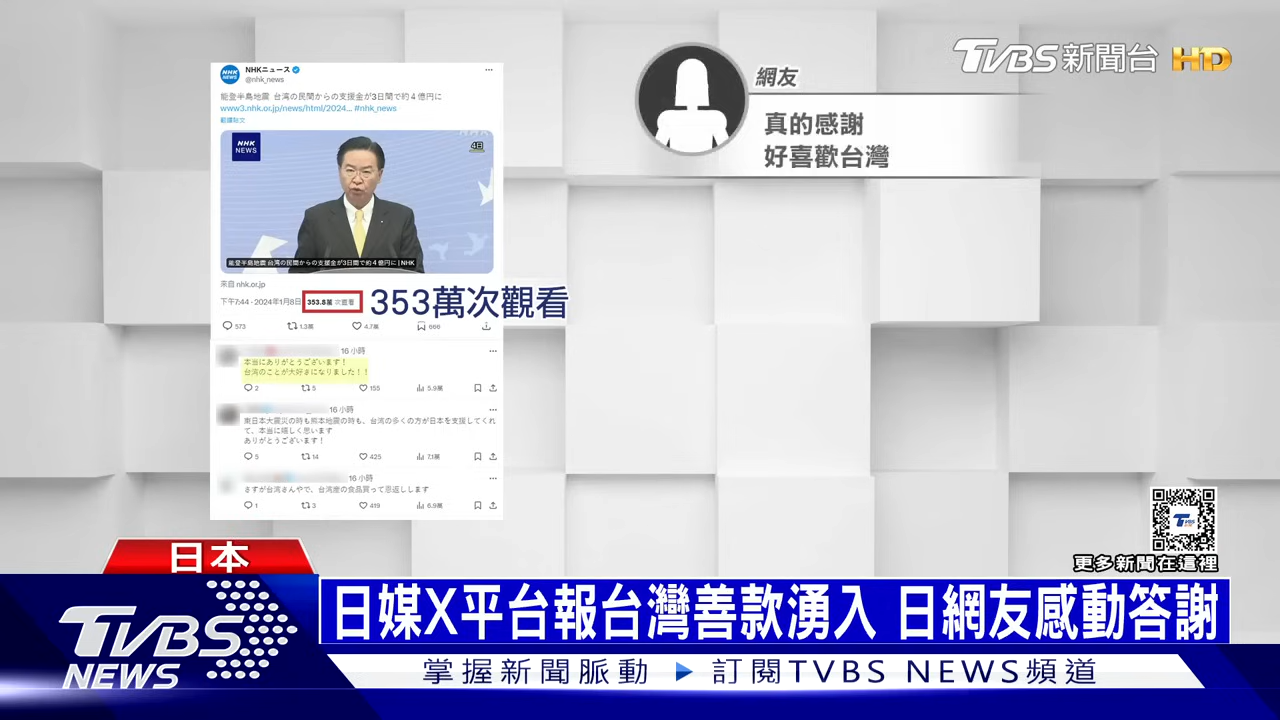 TVBS新聞台 HD
NHK NEWS
NHKニュース
@nhk_news
能登半島地震 台湾の民間からの支援金が3日間で約４億円に
www3.nhk.or.jp/news/html/2024... #nhk_news
翻譯貼文
NHK NEWS
NHK
4日
能登半島地震 台湾の民間からの支援金が3日間で約４億円に | NHK
来自 nhk.or.jp
下午7:44 · 2024年1月8日 353.8萬 次查看
353萬次觀看
573 1.3萬 4.7萬 666
16 小時
本当にありがとうございます！
台湾のことが大好きになりました！！
2 5 155 5.9萬
16 小時
東日本大震災の時も熊本地震の時も、台湾の多くの方が日本を支援してくれ
て、本当に嬉しく思います
ありがとうございます！
5 14 425 7.1萬
16 小時
さすが台湾さんやで、台湾産の食品買って恩返しします
1 3 419 6.9萬
網友
真的感謝
好喜歡台灣
TVBS
更多新聞在這裡
日本
日媒X平台報台灣善款湧入 日網友感動答謝
TVBS
NEWS
掌握新聞脈動 ▶ 訂閱TVBS NEWS頻道